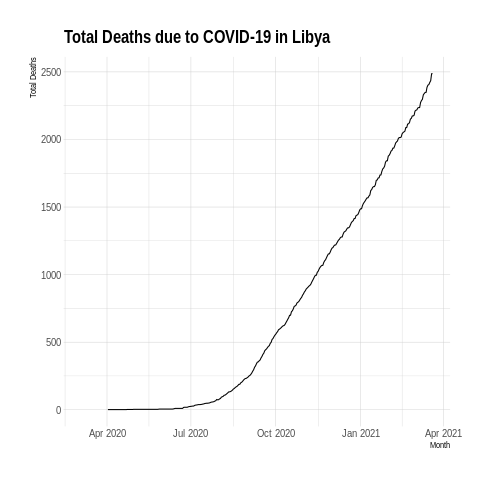 Total Deaths due to COVID-19 in Libya
Total Deaths
2500
2000
1500
1000
500
0
Apr 2020 Jul 2020 Oct 2020 Jan 2021 Apr 2021
Month